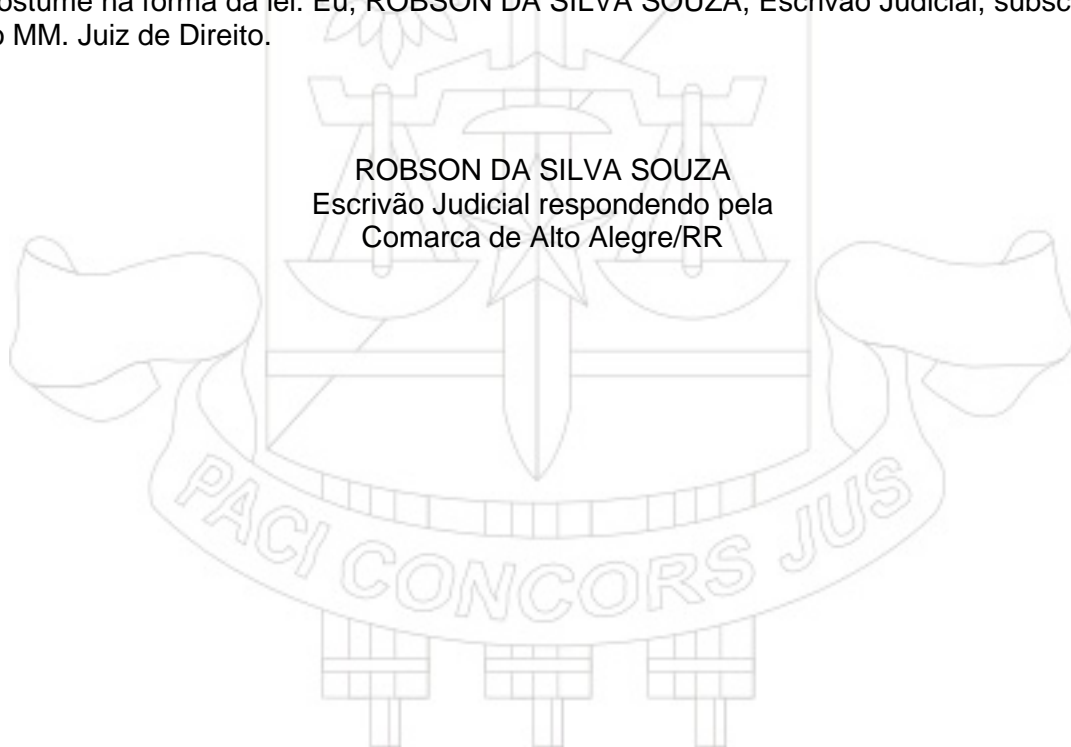 ostume na forma da lei. Eu, ROBSON DA SILVA SOUZA, Escrivão Judicial, subsc
o MM. Juiz de Direito.
ROBSON DA SILVA SOUZA
Escrivão Judicial respondendo pela
Comarca de Alto Alegre/RR
PACI CONCORS JUS